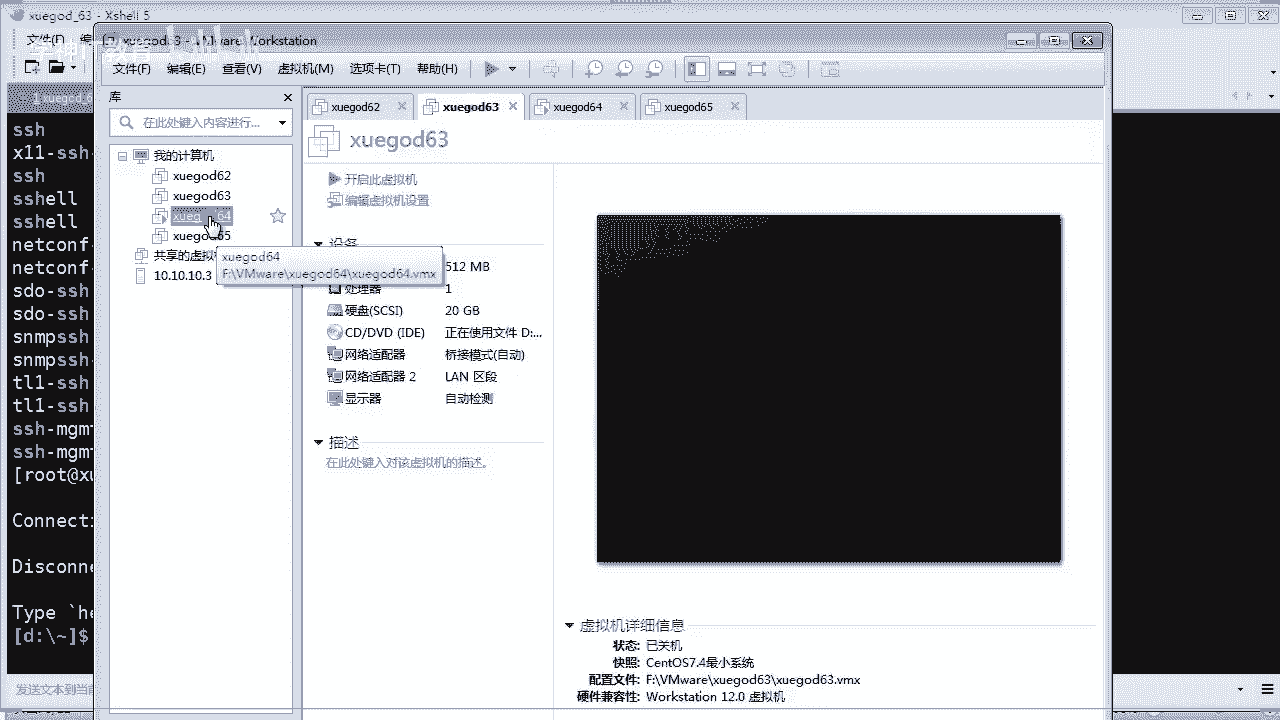 xuegod_63 - Xshell 5
文件(F)
ssh
x11-ssh
ssh
sshell
sshell
netconf
netconf
sdo-ssh
sdo-ssh
snmpssh
snmpssh
tl1-ssh
tl1-ssh
ssh-mgm
ssh-mgm
[root@x
Connect
Disconne
Type `he
[d:\~]$
发送文本到当前
Workstation
文件(F) 编辑(E) 查看(V) 虚拟机(M) 选项卡(T) 帮助(H)
库
在此处键入内容进行...
我的计算机
xuegod62
xuegod63
xueg 64
xuegod65
共享的虚拟
10.10.10.3
xuegod64
F:\VMware\xuegod64\xuegod64.vmx
xuegod62 xuegod63 xuegod64 xuegod65
xuegod63
开启此虚拟机
编辑虚拟机设置
设备
512 MB
处理器 1
硬盘(SCSI) 20 GB
CD/DVD (IDE) 正在使用文件 D:...
网络适配器 桥接模式(自动)
网络适配器 2 LAN 区段
显示器 自动检测
描述
在此处键入对该虚拟机的描述。
虚拟机详细信息
状态: 已关机
快照: CentOS7.4最小系统
配置文件: F:\VMware\xuegod63\xuegod63.vmx
硬件兼容性: Workstation 12.0 虚拟机